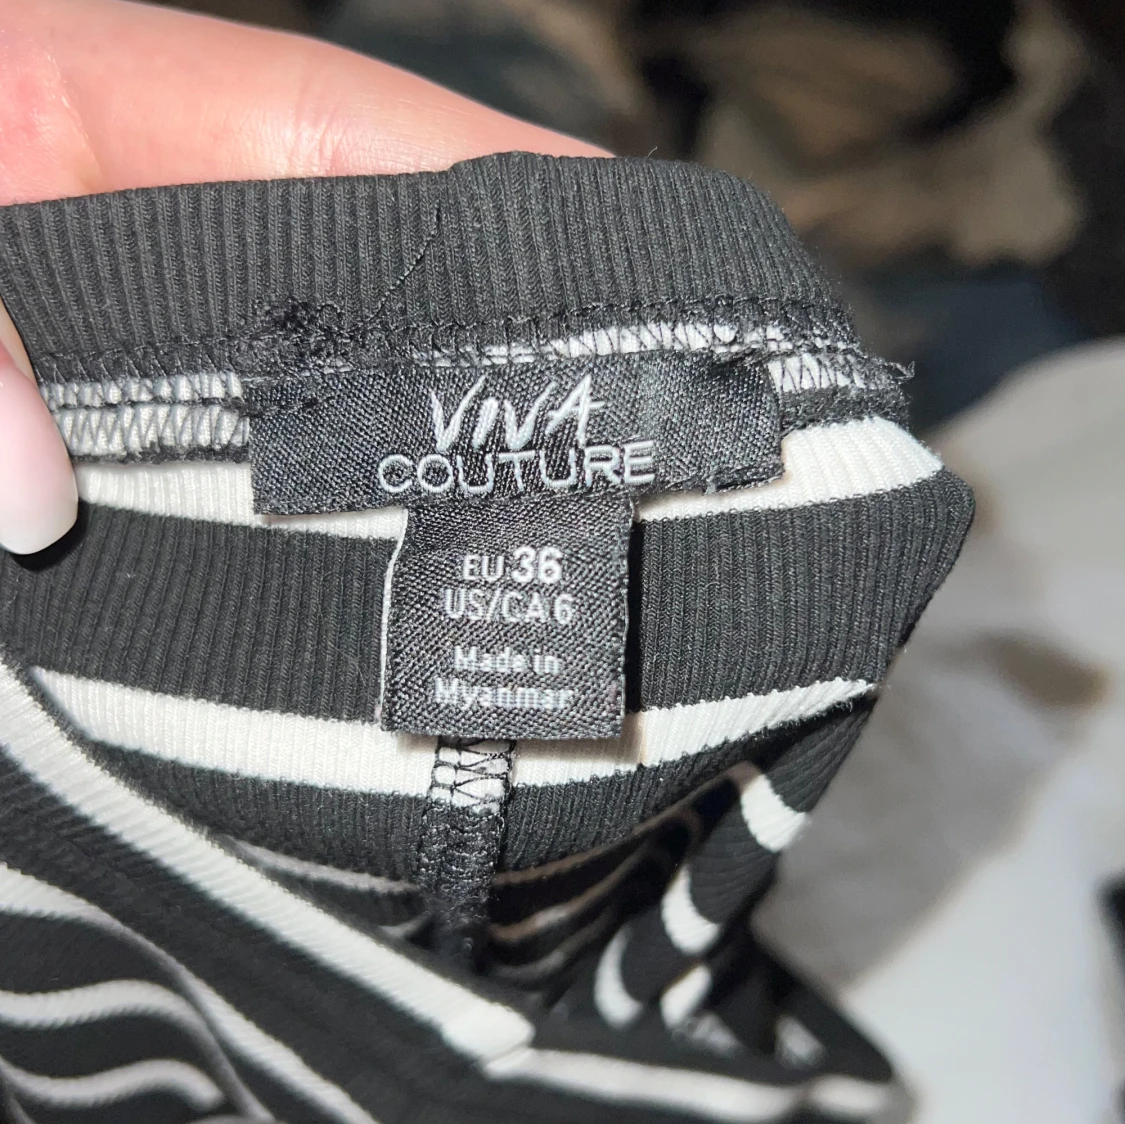 VIVA
COUTURE
EU 36
US/CA 6
Made in
Myanmar